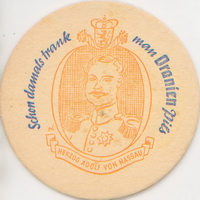 Schon damals trank man Oranien Pils
HERZOG ADOLF VON NASSAU